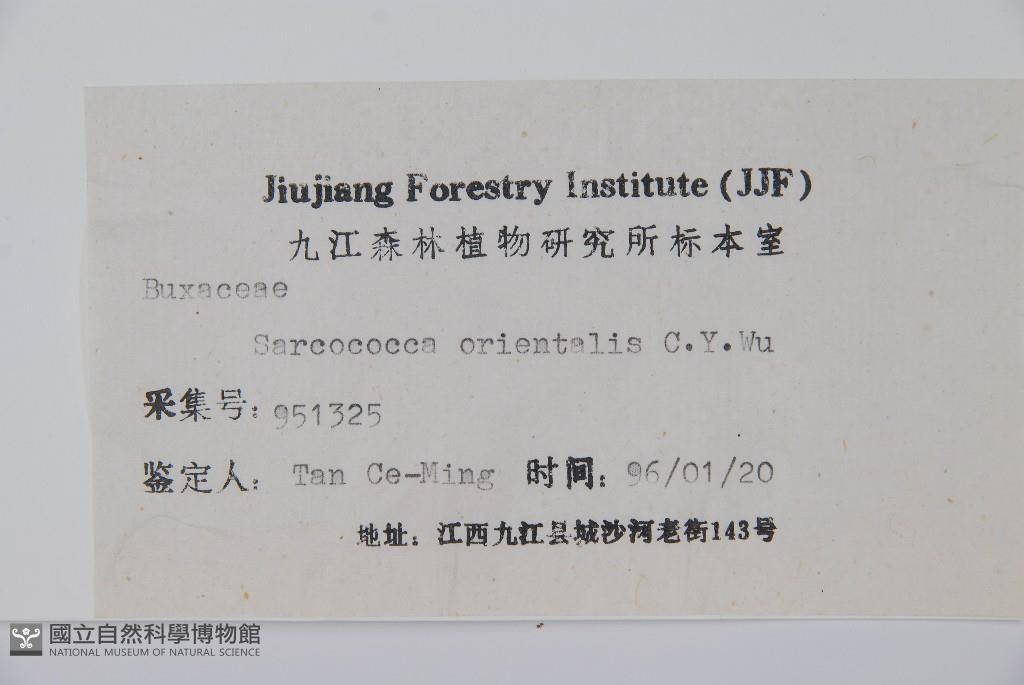 Jiujiang Forestry Institute (JJF)
九江森林植物研究所标本室
Buxaceae
Sarcococca orientalis C.Y.Wu
采集号: 951325
鉴定人: Tan Ce-Ming 时间: 96/01/20
地址: 江西九江县城沙河老街143号
國立自然科學博物館
NATIONAL MUSEUM OF NATURAL SCIENCE